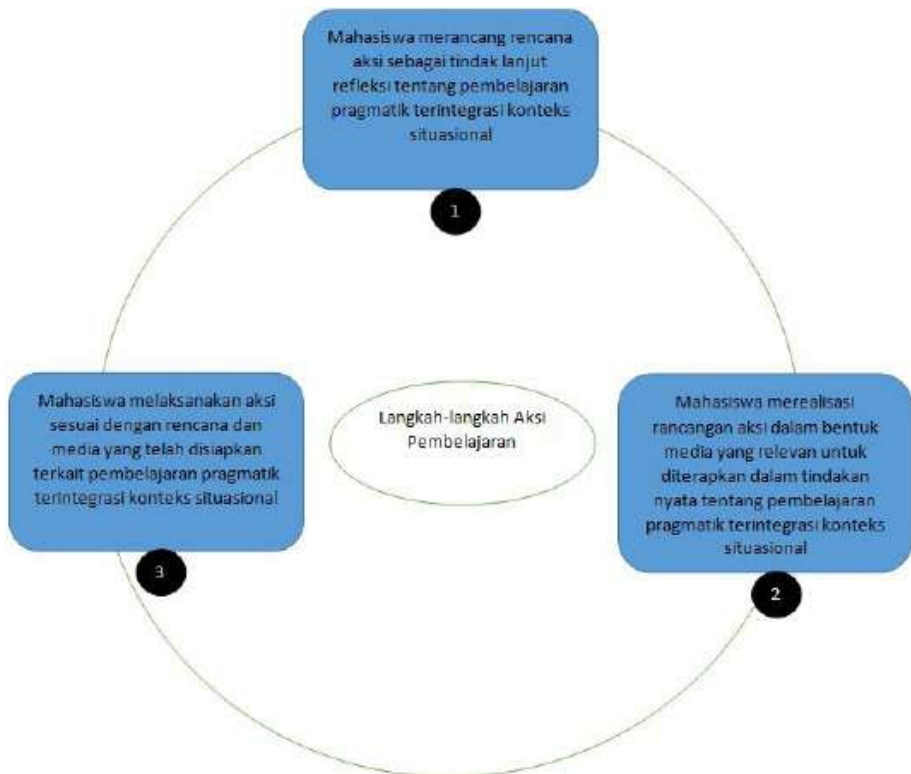 Mahasiswa merancang rencana
aksi sebagai tindak lanjut
refleksi tentang pembelajaran
pragmatik terintegrasi konteks
situasional
1
Langkah-langkah Aksi
Pembelajaran
Mahasiswa merealisasi
rancangan aksi dalam bentuk
media yang relevan untuk
diterapkan dalam tindakan
nyata tentang pembelajaran
pragmatik terintegrasi konteks
situasional
2
Mahasiswa melaksanakan aksi
sesuai dengan rencana dan
media yang telah disiapkan
terkait pembelajaran pragmatik
terintegrasi konteks situasional
3